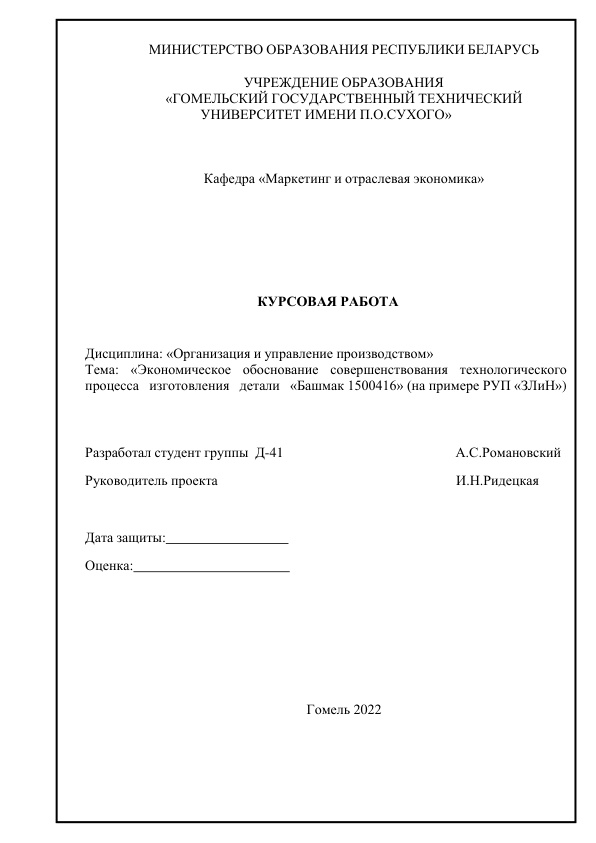 МИНИСТЕРСТВО ОБРАЗОВАНИЯ РЕСПУБЛИКИ БЕЛАРУСЬ
УЧРЕЖДЕНИЕ ОБРАЗОВАНИЯ
«ГОМЕЛЬСКИЙ ГОСУДАРСТВЕННЫЙ ТЕХНИЧЕСКИЙ
УНИВЕРСИТЕТ ИМЕНИ П.О.СУХОГО»
Кафедра «Маркетинг и отраслевая экономика»
КУРСОВАЯ РАБОТА
Дисциплина: «Организация и управление производством»
Тема: «Экономическое обоснование совершенствования технологического
процесса изготовления детали «Башмак 1500416» (на примере РУП «ЗЛиН»)
Разработал студент группы Д-41 А.С.Романовский
Руководитель проекта И.Н.Ридецкая
Дата защиты:__________________
Оценка:_______________________
Гомель 2022